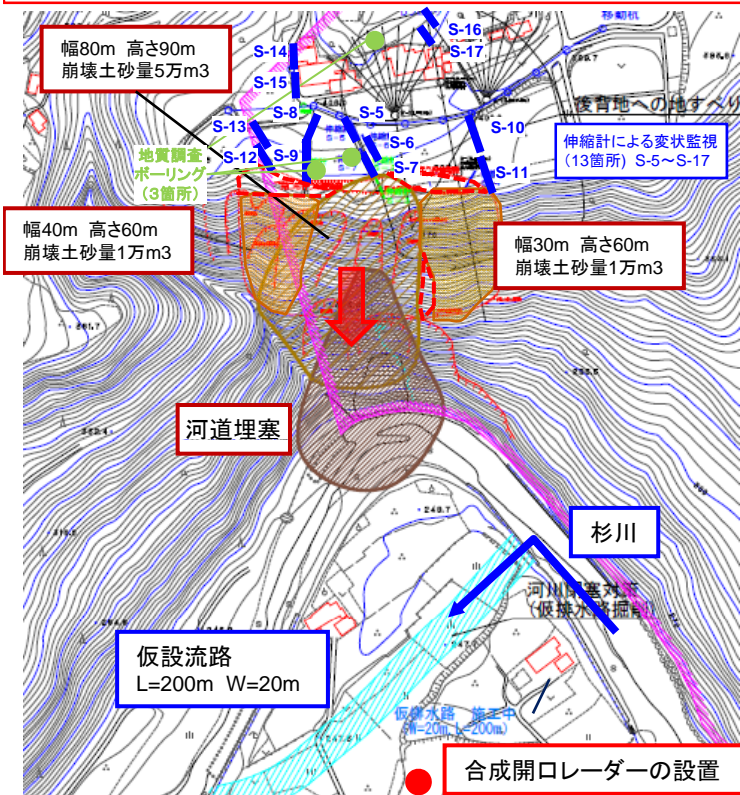 幅80m 高さ90m
崩壊土砂量5万m3
S-14
S-15
S-16
S-17
移動杭
S-8
S-5
S-13
S-10
後背地への地すべり
S-12
S-9
S-6
S-7
S-11
地質調査
ボーリング
(3箇所)
伸縮計による変状監視
(13箇所) S-5～S-17
幅40m 高さ60m
崩壊土砂量1万m3
幅30m 高さ60m
崩壊土砂量1万m3
河道埋塞
杉川
河川閉塞対策
(仮排水路掘削)
仮設流路
L=200m W=20m
仮排水路 施工中
(W=20m L=200m)
合成開口レーダーの設置